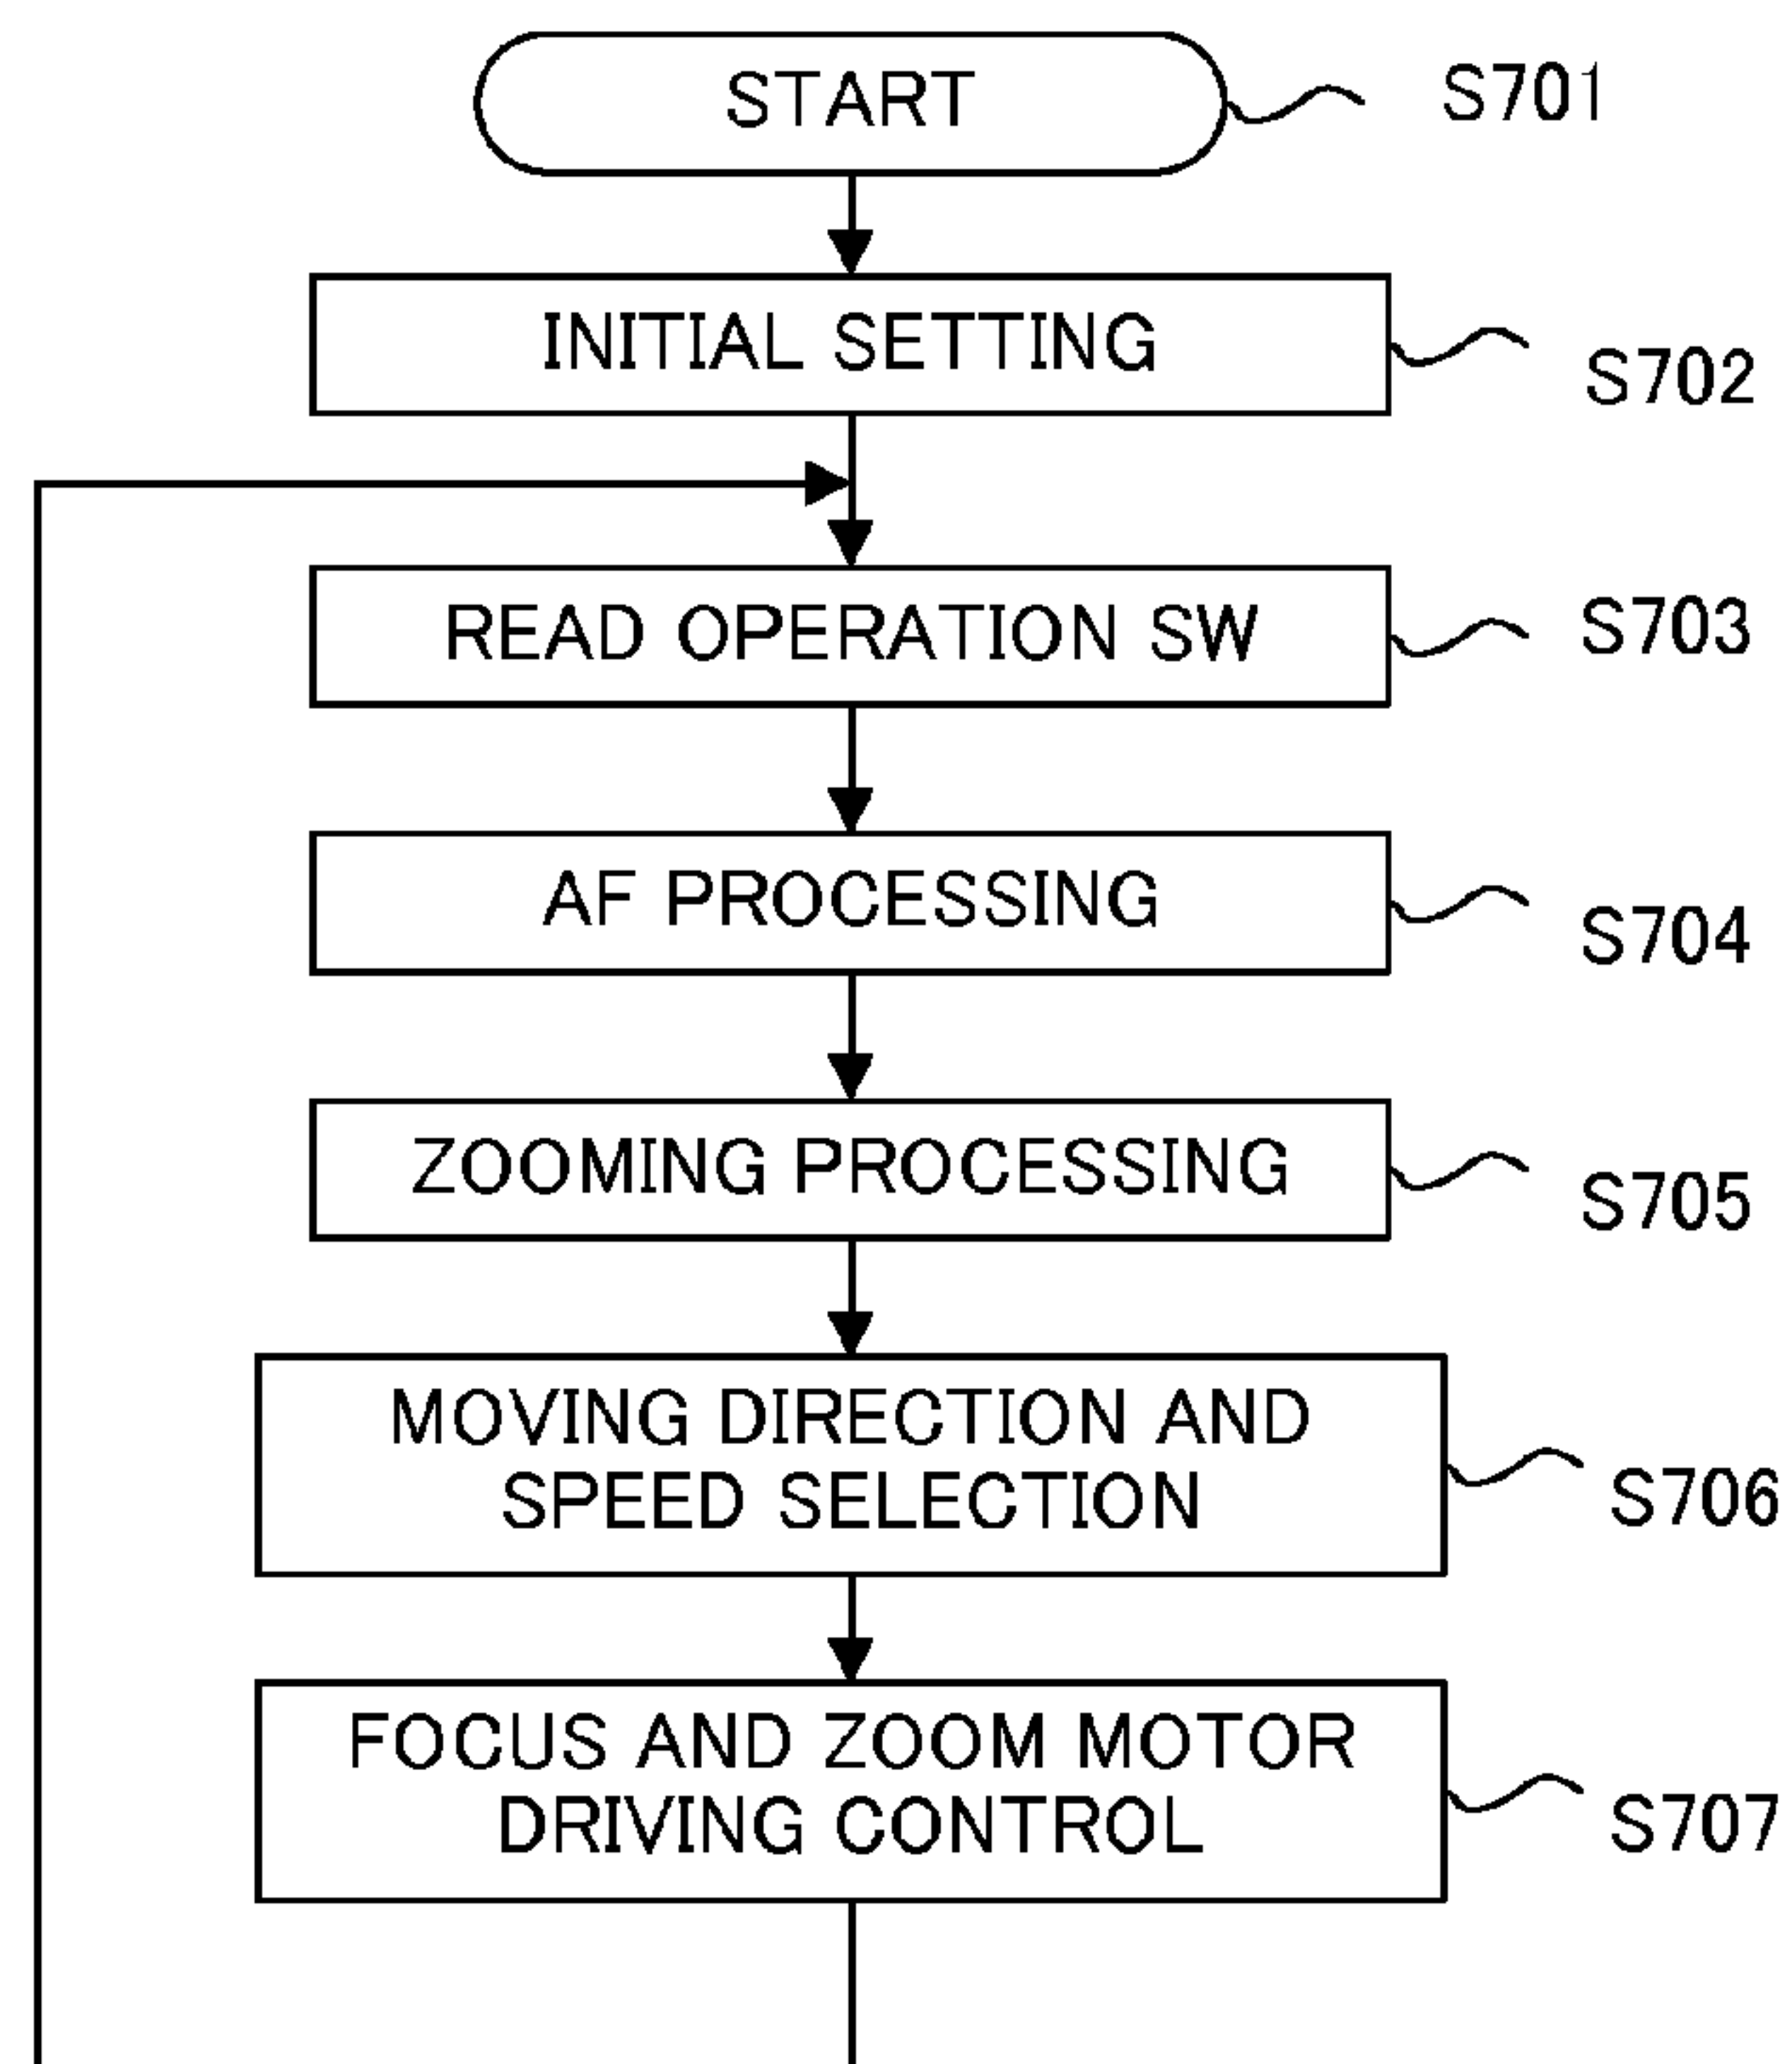 START
S701
INITIAL SETTING
S702
READ OPERATION SW
S703
AF PROCESSING
S704
ZOOMING PROCESSING
S705
MOVING DIRECTION AND
SPEED SELECTION
S706
FOCUS AND ZOOM MOTOR
DRIVING CONTROL
S707